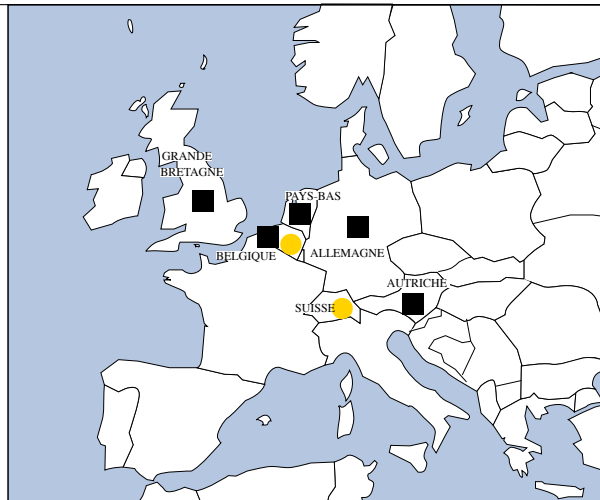 GRANDE
BRETAGNE
PAYS-BAS
BELGIQUE
ALLEMAGNE
AUTRICHE
SUISSE